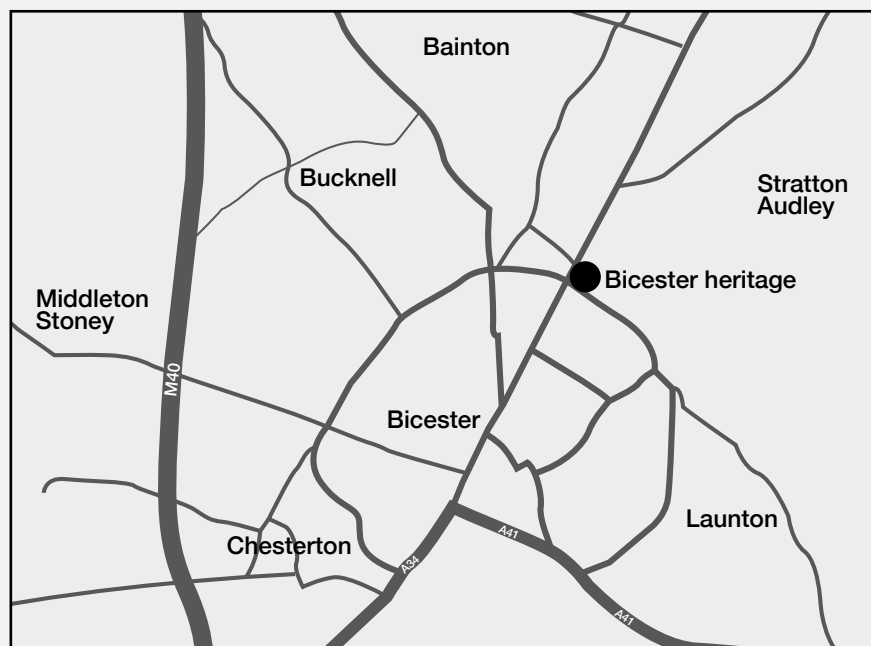 Bainton
Bucknell
Stratton
Audley
Bicester heritage
Middleton
Stoney
M40
Bicester
Launton
A41
Chesterton
A34
A41